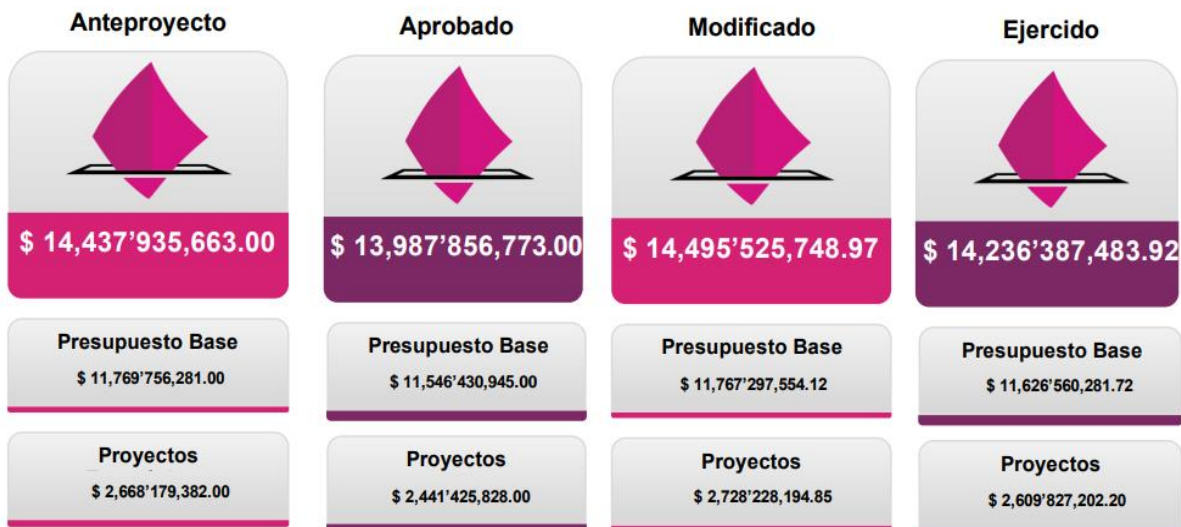 Anteproyecto
$ 14,437’935,663.00
Presupuesto Base
$ 11,769’756,281.00
Proyectos
$ 2,668’179,382.00
Aprobado
$ 13,987’856,773.00
Presupuesto Base
$ 11,546’430,945.00
Proyectos
$ 2,441’425,828.00
Modificado
$ 14,495’525,748.97
Presupuesto Base
$ 11,767’297,554.12
Proyectos
$ 2,728’228,194.85
Ejercido
$ 14,236’387,483.92
Presupuesto Base
$ 11,626’560,281.72
Proyectos
$ 2,609’827,202.20